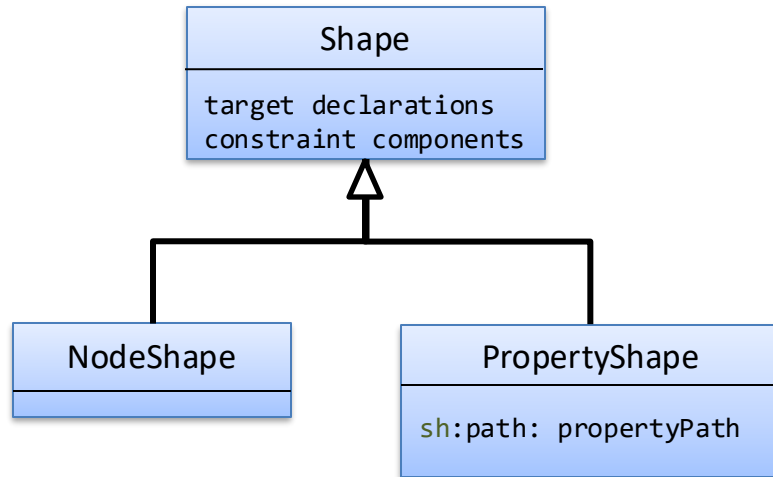 Shape
target declarations
constraint components
NodeShape
PropertyShape
sh:path: propertyPath